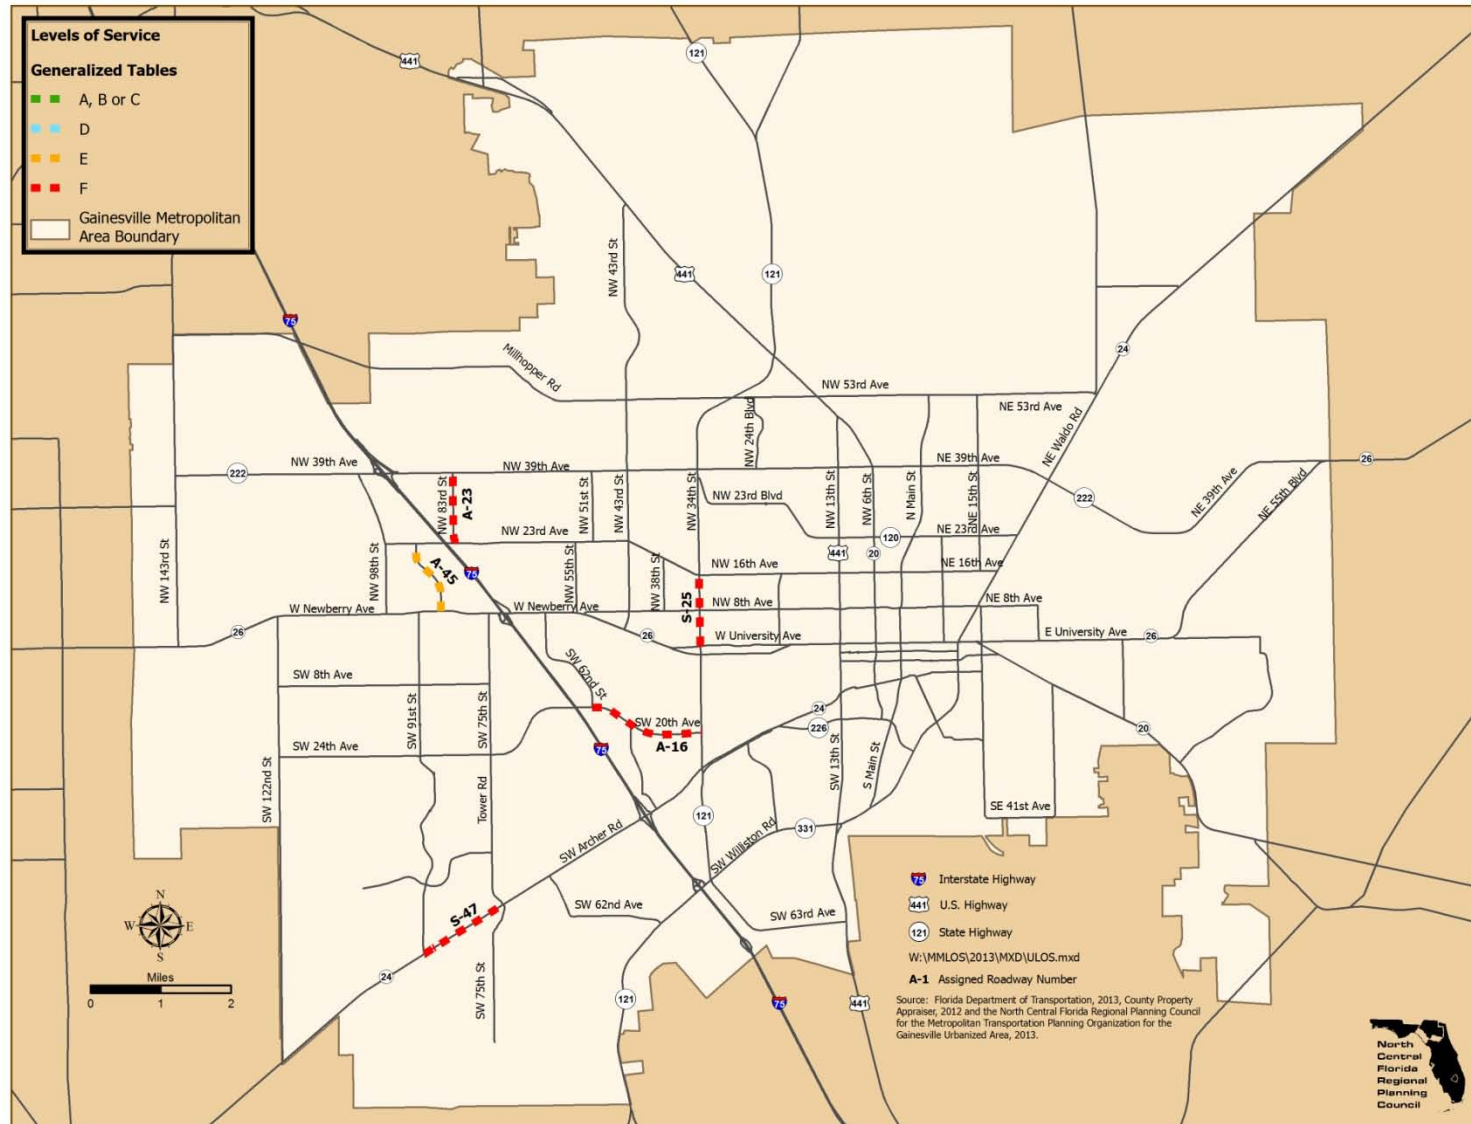 Levels of Service
Generalized Tables
A, B or C
D
E
F
Gainesville Metropolitan
Area Boundary
441
121
NW 43rd St
441
121
75
24
Millhopper Rd
NW 53rd Ave
NE 53rd Ave
NW 24th Blvd
NE Waldo Rd
222
NW 39th Ave
NW 39th Ave
NE 39th Ave
26
NW 83rd St
A-23
NW 51st St
NW 43rd St
NW 34th St
NW 23rd Blvd
NW 13th St
NW 6th St
N Main St
NE 15th St
222
NE 39th Ave
NE 55th Blvd
NW 23rd Ave
120
NE 23rd Ave
441
20
NW 143rd St
NW 98th St
A-45
75
NW 55th St
NW 38th St
NW 16th Ave
NE 16th Ave
W Newberry Ave
W Newberry Ave
S-25
NW 8th Ave
NE 8th Ave
26
26
W University Ave
E University Ave
26
SW 8th Ave
SW 62nd St
SW 91st St
SW 75th St
SW 20th Ave
A-16
24
226
20
SW 24th Ave
75
SW 122nd St
Tower Rd
SW 13th St
S Main St
SE 41st Ave
SW Archer Rd
121
SW Williston Rd
331
75
Interstate Highway
S-47
SW 62nd Ave
SW 63rd Ave
441
U.S. Highway
121
State Highway
W:\MMLOS\2013\MXD\ULOS.mxd
A-1 Assigned Roadway Number
N
W
E
S
Miles
0
1
2
24
SW 75th St
121
75
441
Source: Florida Department of Transportation, 2013, County Property
Appraiser, 2012 and the North Central Florida Regional Planning Council
for the Metropolitan Transportation Planning Organization for the
Gainesville Urbanized Area, 2013.
North
Central
Florida
Regional
Planning
Council